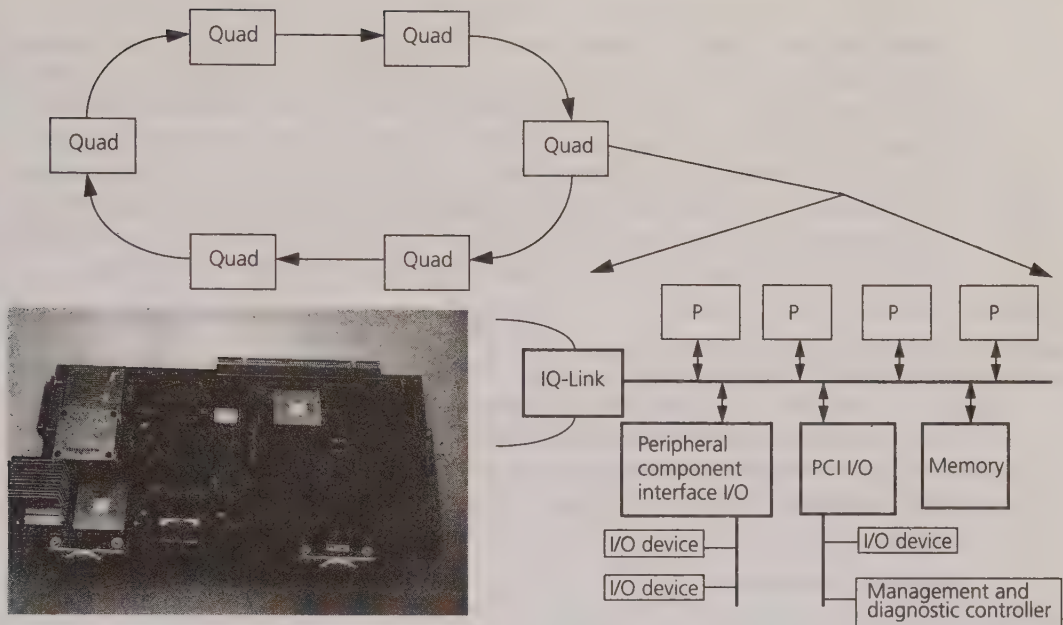 Quad
Quad
Quad
Quad
Quad
Quad
P
P
P
P
IQ-Link
Peripheral
component
interface I/O
PCI I/O
Memory
I/O device
I/O device
I/O device
Management and
diagnostic controller